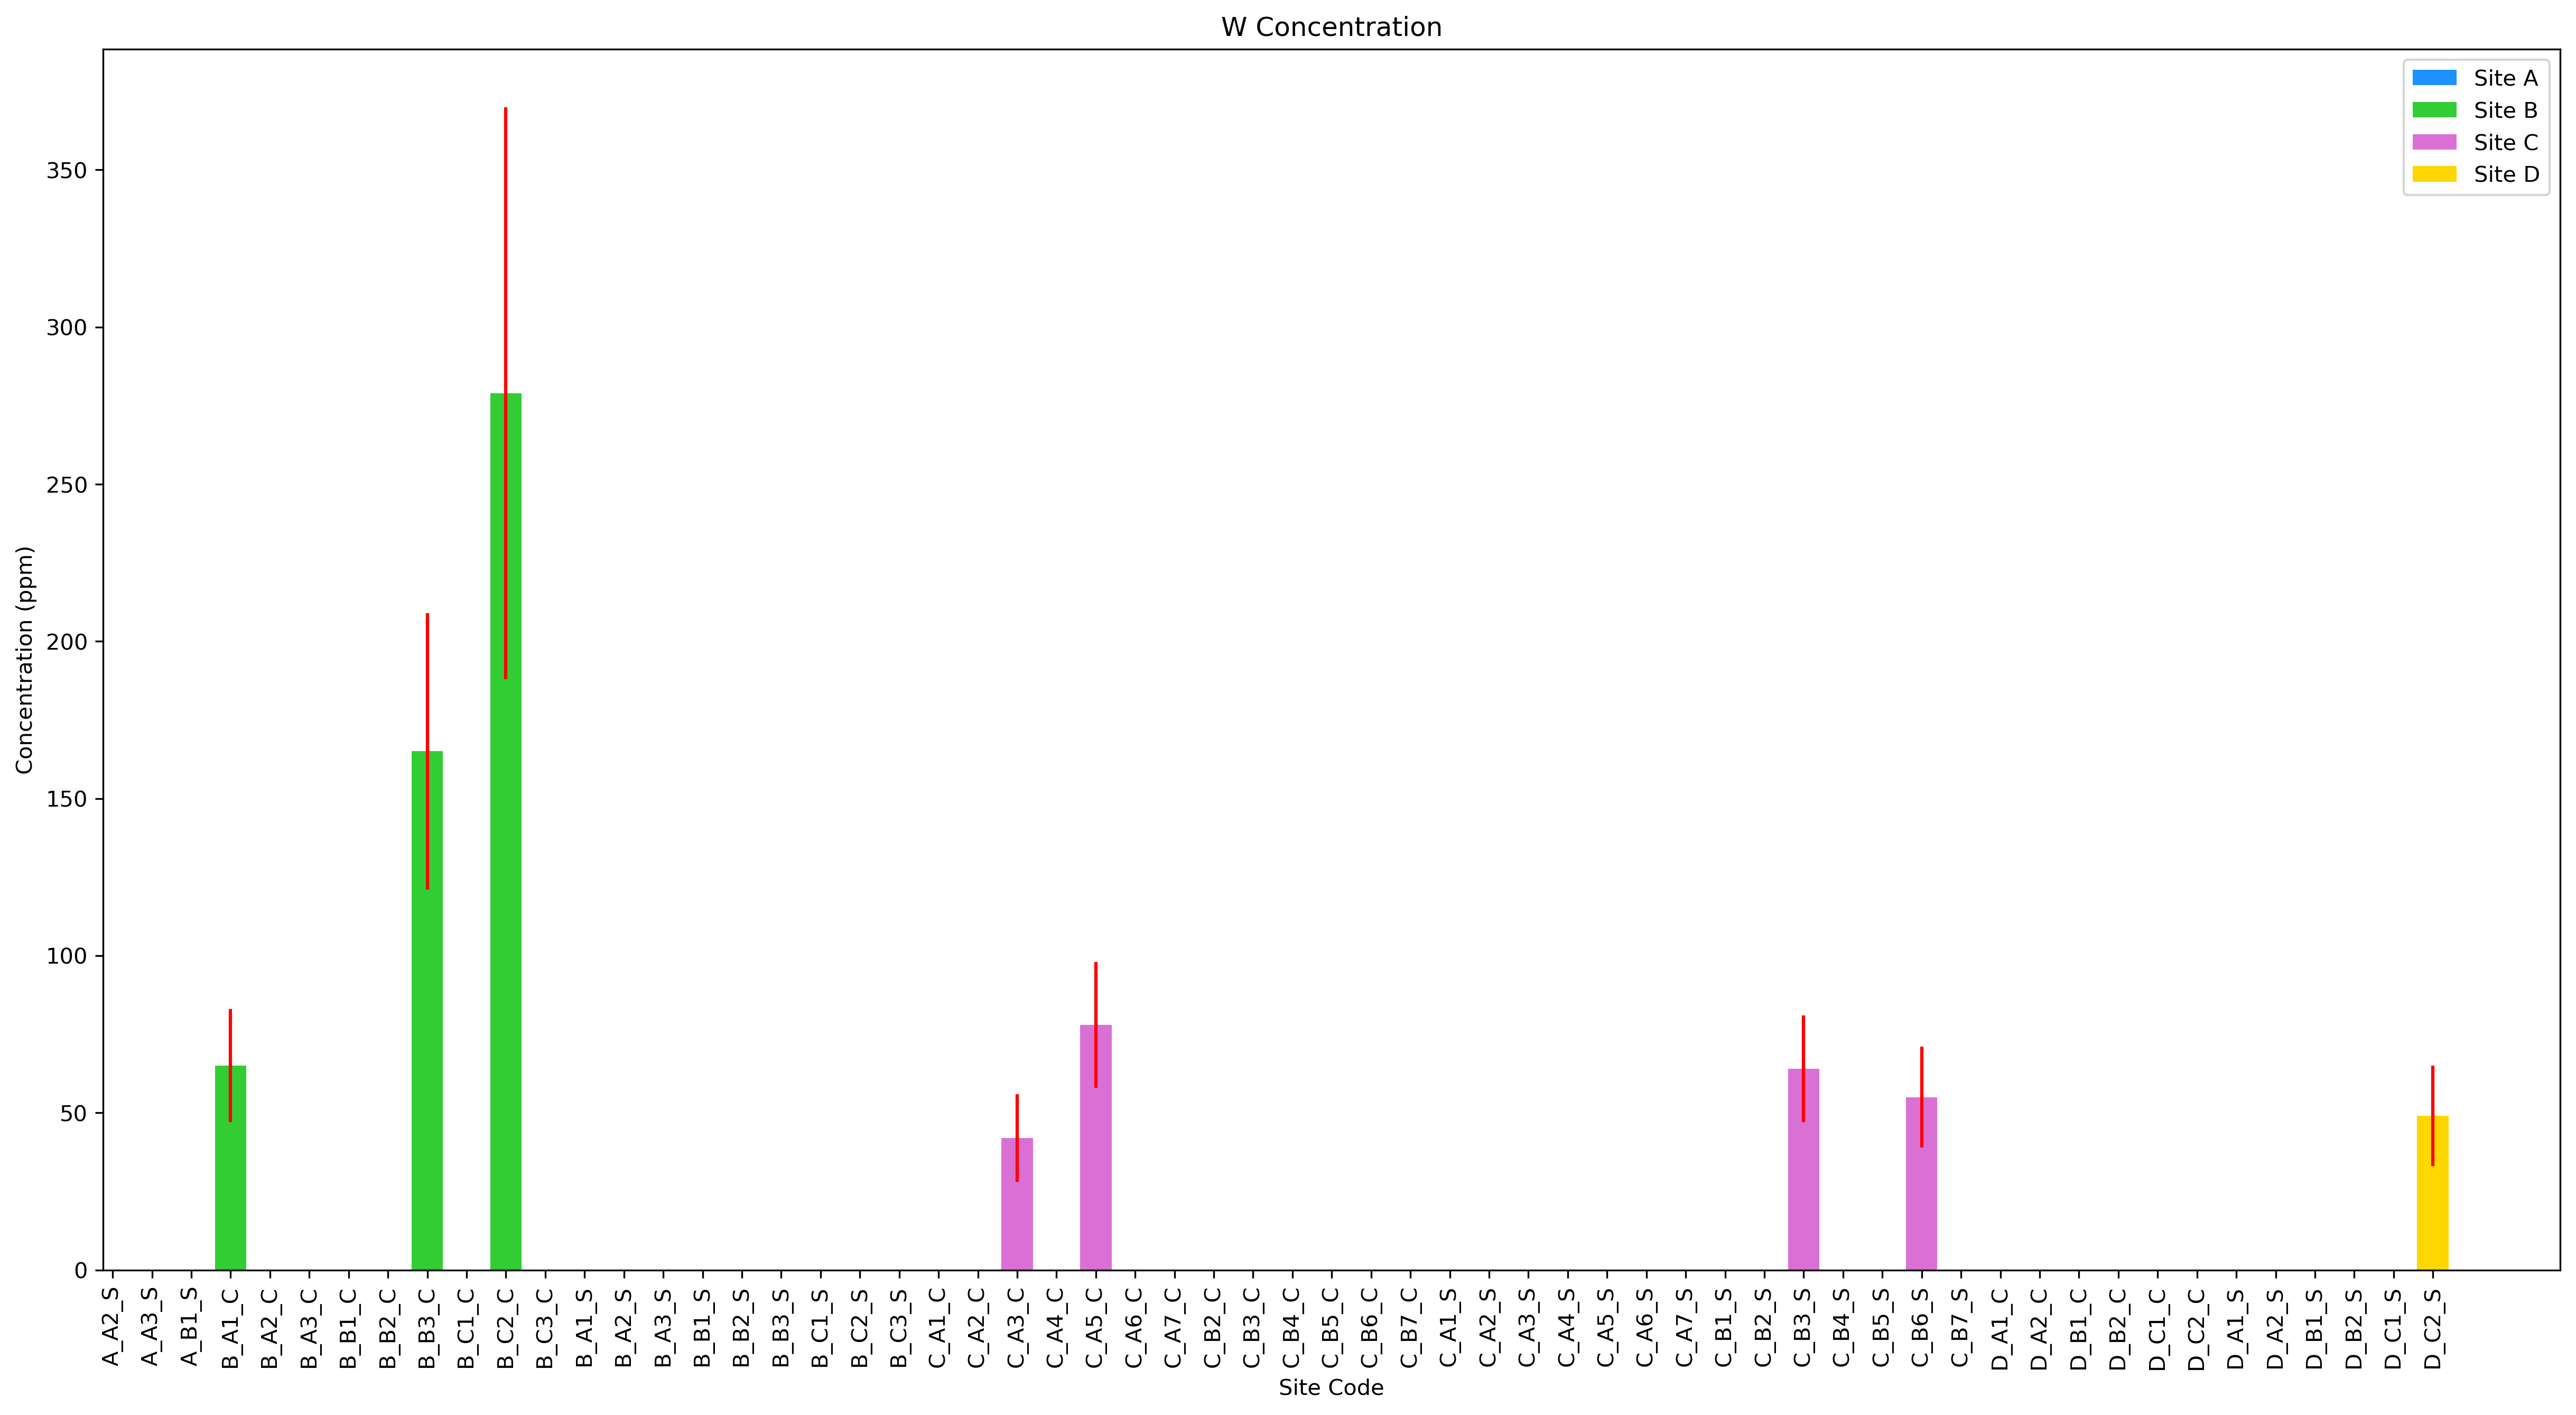 W Concentration
Site A
Site B
Site C
Site D
350
300
250
200
150
100
50
0
Concentration (ppm)
A_A2_S
A_A3_S
A_B1_S
B_A1_C
B_A2_C
B_A3_C
B_B1_C
B_B2_C
B_B3_C
B_C1_C
B_C2_C
B_C3_C
B_A1_S
B_A2_S
B_A3_S
B_B1_S
B_B2_S
B_B3_S
B_C1_S
B_C2_S
B_C3_S
C_A1_C
C_A2_C
C_A3_C
C_A4_C
C_A5_C
C_A6_C
C_A7_C
C_B2_C
C_B3_C
C_B4_C
C_B5_C
C_B6_C
C_B7_C
C_A1_S
C_A2_S
C_A3_S
C_A4_S
C_A5_S
C_A6_S
C_A7_S
C_B1_S
C_B2_S
C_B3_S
C_B4_S
C_B5_S
C_B6_S
C_B7_S
D_A1_C
D_A2_C
D_B1_C
D_B2_C
D_C1_C
D_C2_C
D_A1_S
D_A2_S
D_B1_S
D_B2_S
D_C1_S
D_C2_S
Site Code